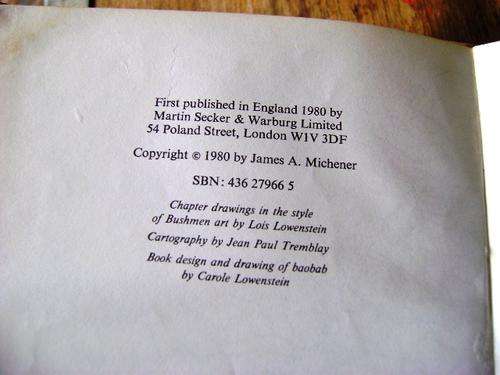 First published in England 1980 by
Martin Secker & Warburg Limited
54 Poland Street, London W1V 3DF
Copyright © 1980 by James A. Michener
SBN: 436 27966 5
Chapter drawings in the style
of Bushmen art by Lois Lowenstein
Cartography by Jean Paul Tremblay
Book design and drawing of baobab
by Carole Lowenstein